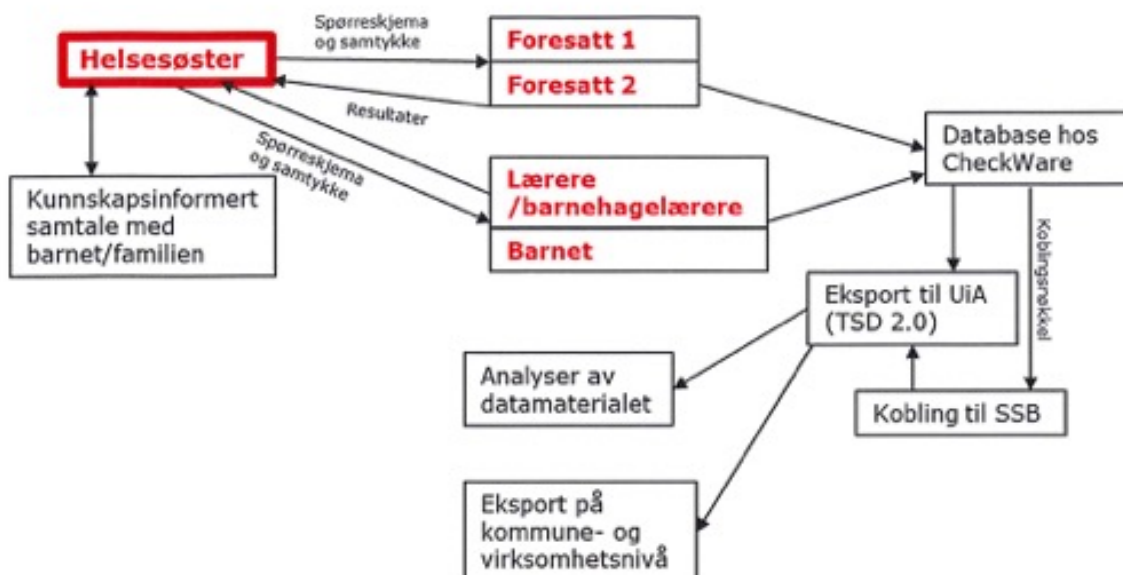 Spørreskjema
og samtykke
Helsesøster
Foresatt 1
Foresatt 2
Resultater
Spørreskjema
og samtykke
Database hos
CheckWare
Kunnskapsinformert
samtale med
barnet/familien
Lærere
/barnehagelærere
Barnet
Koblingsnøkkel
Eksport til UiA
(TSD 2.0)
Analyser av
datamaterialet
Kobling til SSB
Eksport på
kommune- og
virksomhetsnivå